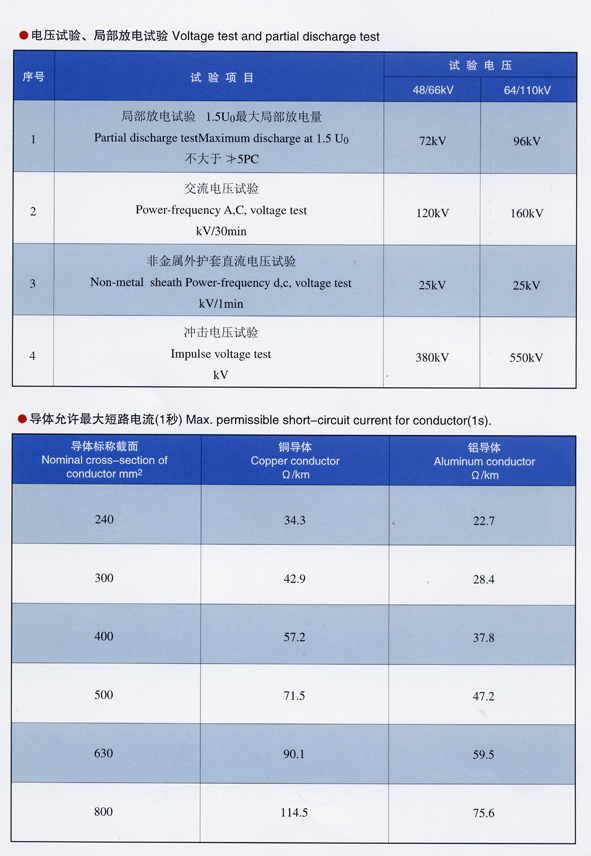 ● 电压试验、局部放电试验 Voltage test and partial discharge test
序号
试 验 项 目
试 验 电 压
48/66kV
64/110kV
1
局部放电试验 1.5U0最大局部放电量
Partial discharge testMaximum discharge at 1.5 U0
不大于 ≯5PC
72kV
96kV
2
交流电压试验
Power-frequency A,C, voltage test
kV/30min
120kV
160kV
3
非金属外护套直流电压试验
Non-metal sheath Power-frequency d,c, voltage test
kV/1min
25kV
25kV
4
冲击电压试验
Impulse voltage test
kV
380kV
550kV
● 导体允许最大短路电流(1秒) Max. permissible short-circuit current for conductor(1s).
导体标称截面
Nominal cross-section of
conductor mm2
铜导体
Copper conductor
Ω/km
铝导体
Aluminum conductor
Ω/km
240 34.3 22.7
300 42.9 28.4
400 57.2 37.8
500 71.5 47.2
630 90.1 59.5
800 114.5 75.6